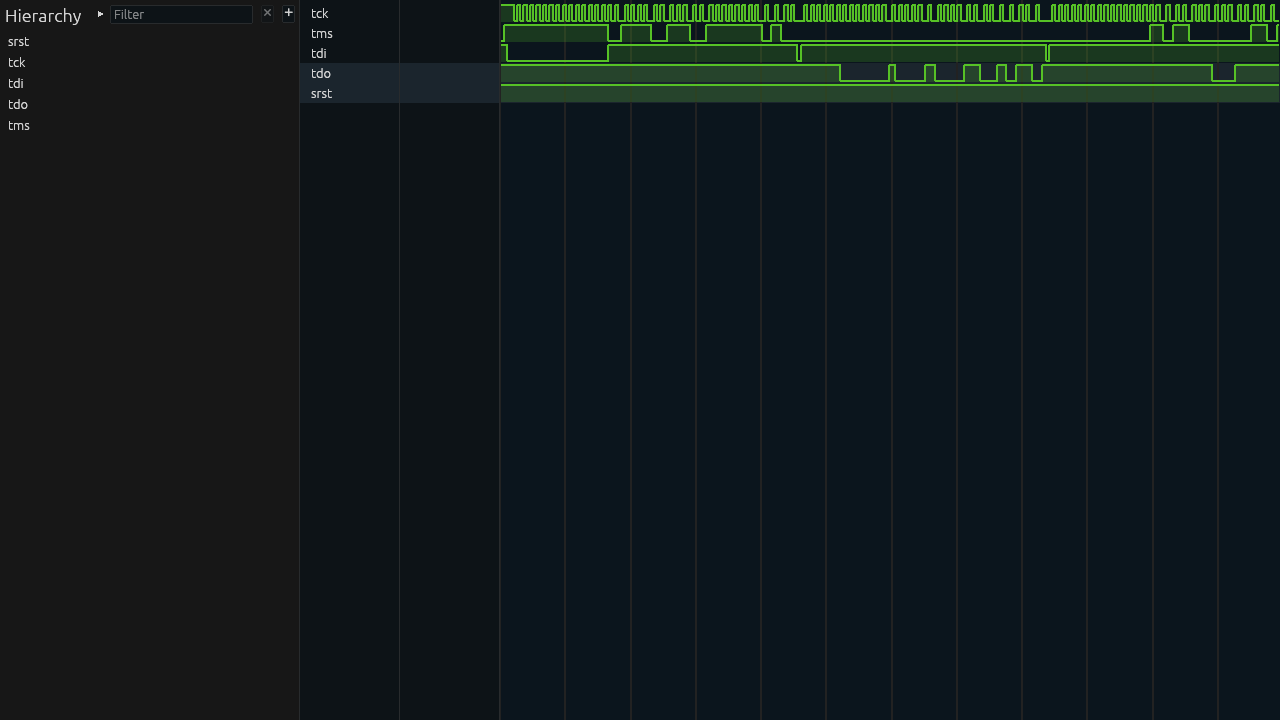 Hierarchy ▶ Filter × +
srst
tck
tdi
tdo
tms
tck
tms
tdi
tdo
srst